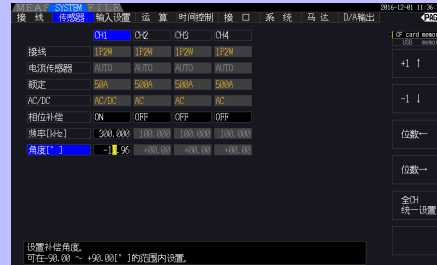 MEAS SYSTEM FILE 2016-12-01 11:36
接 线 传感器 输入设置 运 算 时间控制 接 口 系 统 马 达 D/A输出
CF card memo
USB memo
CH1 CH2 CH3 CH4
接线 1P2W 1P2W 1P2W 1P2W
电流传感器 AUTO AUTO AUTO AUTO
额定 50A 500A 500A 500A
AC/DC AC/DC AC AC AC
相位补偿 ON OFF OFF OFF
频率[kHz] 300.000 100.000 100.000 100.000
角度[° ] +00.00 +00.00 +00.00
+1 ↑
-1 ↓
位数←
位数→
全CH
统一设置
设置补偿角度。
可在-90.00 ～ +90.00[° ]的范围内设置。